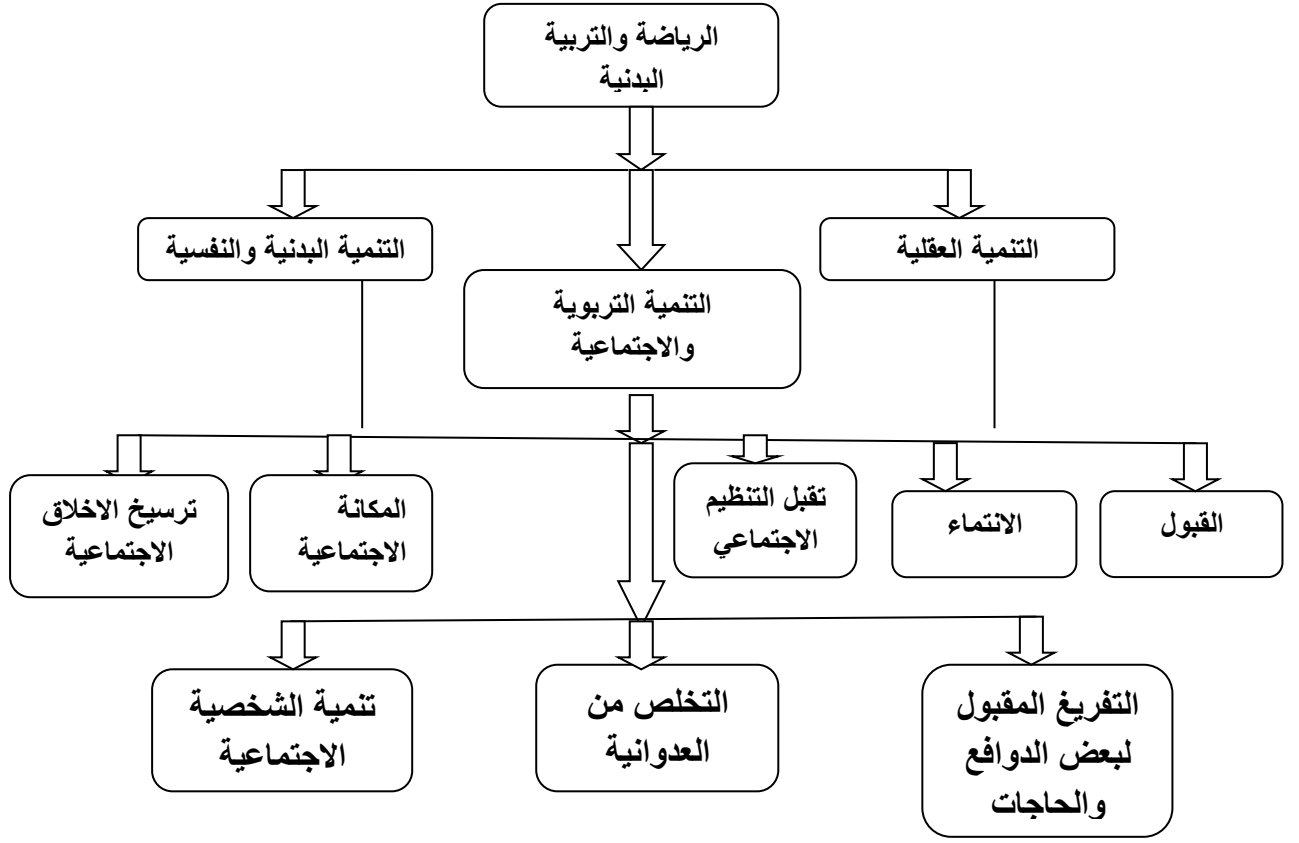 الرياضة والتربية
البدنية
التنمية العقلية
التنمية البدنية والنفسية
التنمية التربوية
والاجتماعية
القبول
الانتماء
تقبل التنظيم
الاجتماعي
المكانة
الاجتماعية
ترسيخ الاخلاق
الاجتماعية
التفريغ المقبول
لبعض الدوافع
والحاجات
التخلص من
العدوانية
تنمية الشخصية
الاجتماعية